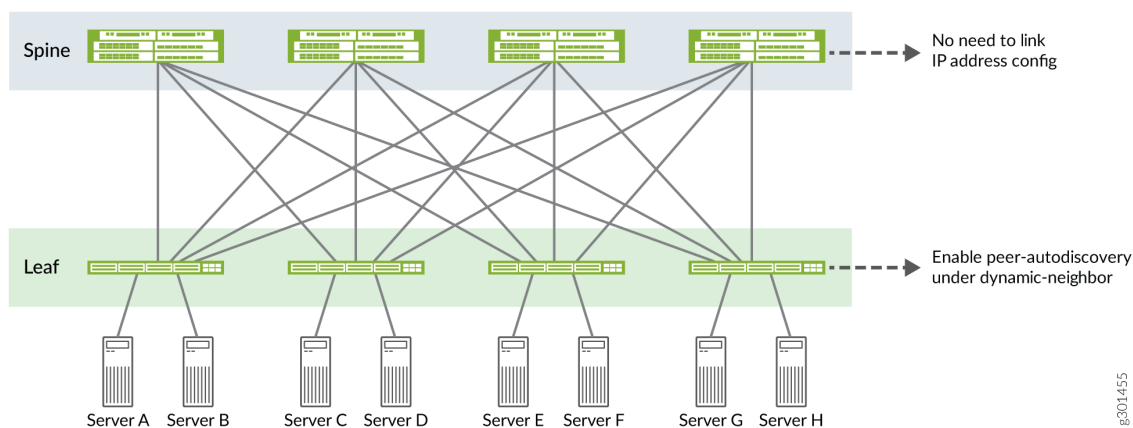 Spine
No need to link
IP address config
Leaf
Enable peer-autodiscovery
under dynamic-neighbor
Server A
Server B
Server C
Server D
Server E
Server F
Server G
Server H
g301455